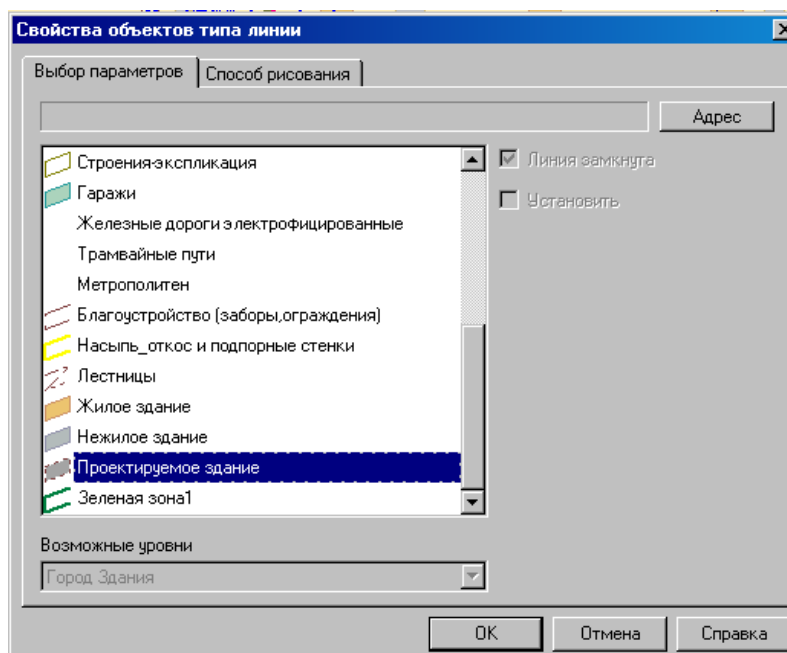 Свойства объектов типа линии
Выбор параметров
Способ рисования
Адрес
Строения-экспликация
Гаражи
Железные дороги электрофицированные
Трамвайные пути
Метрополитен
Благоустройство (заборы,ограждения)
Насыпь_откос и подпорные стенки
Лестницы
Жилое здание
Нежилое здание
Проектируемое здание
Зеленая зона1
Линия замкнута
Установить
Возможные уровни
Город Здания
OK
Отмена
Справка